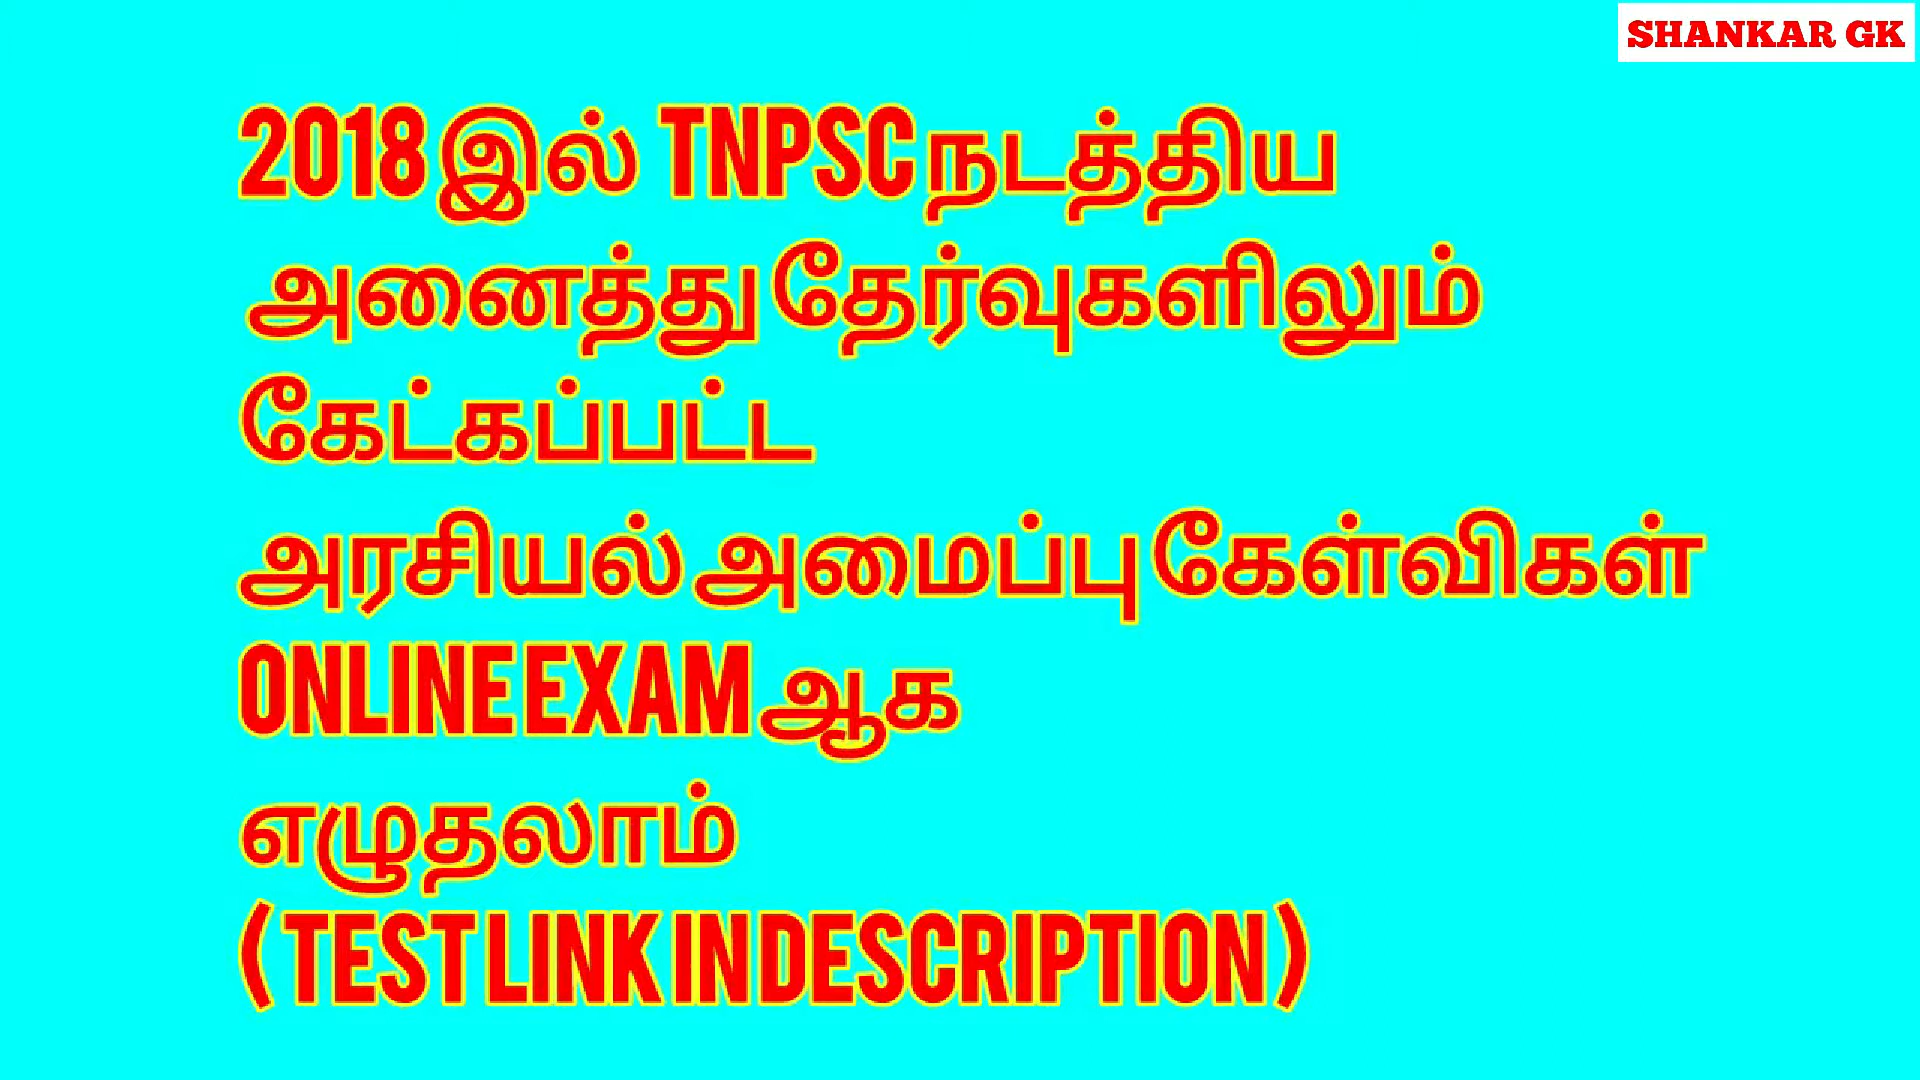 SHANKAR GK
2018 இல் TNPSC நடத்திய
அனைத்து தேர்வுகளிலும்
கேட்கப்பட்ட
அரசியல் அமைப்பு கேள்விகள்
ONLINE EXAM ஆக
எழுதலாம்
( TEST LINK IN DESCRIPTION )